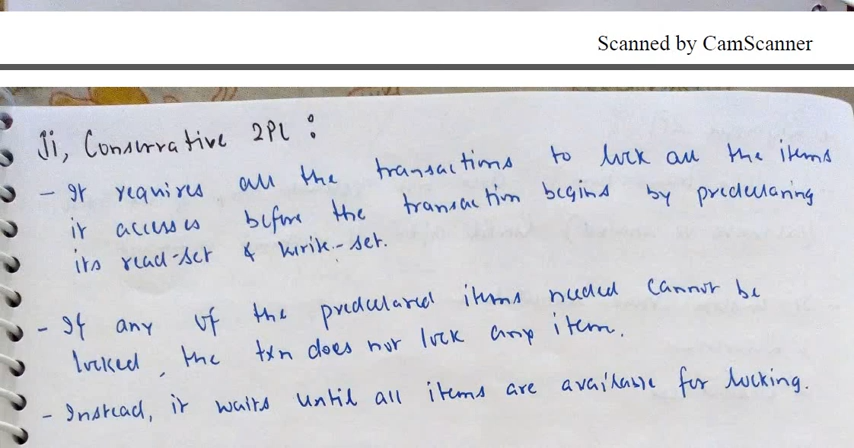 Scanned by CamScanner
ii, Conservative 2PL :
- It requires all the transactions to lock all the items
it accesses before the transaction begins by predeclaring
its read-set & write-set.
- If any of the predeclared items needed cannot be
locked, the txn does not lock any item.
- Instead, it waits until all items are available for locking.